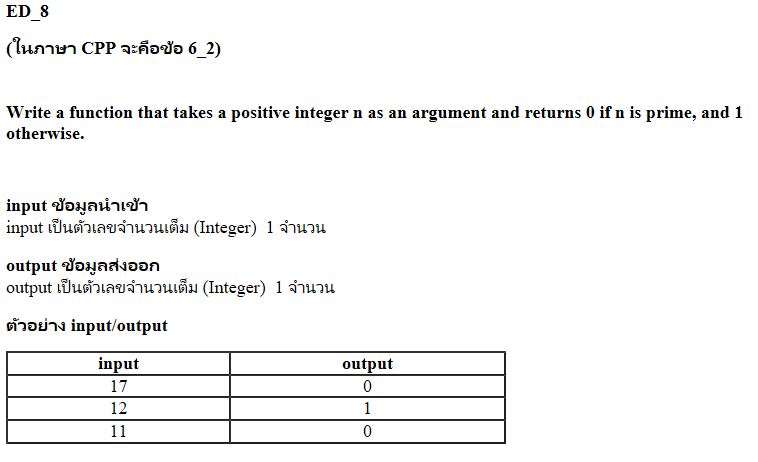 ED_8
(ในภาษา CPP จะคือข้อ 6_2)
Write a function that takes a positive integer n as an argument and returns 0 if n is prime, and 1
otherwise.
input ข้อมูลนำเข้า
input เป็นตัวเลขจำนวนเต็ม (Integer) 1 จำนวน
output ข้อมูลส่งออก
output เป็นตัวเลขจำนวนเต็ม (Integer) 1 จำนวน
ตัวอย่าง input/output
input output
17 0
12 1
11 0